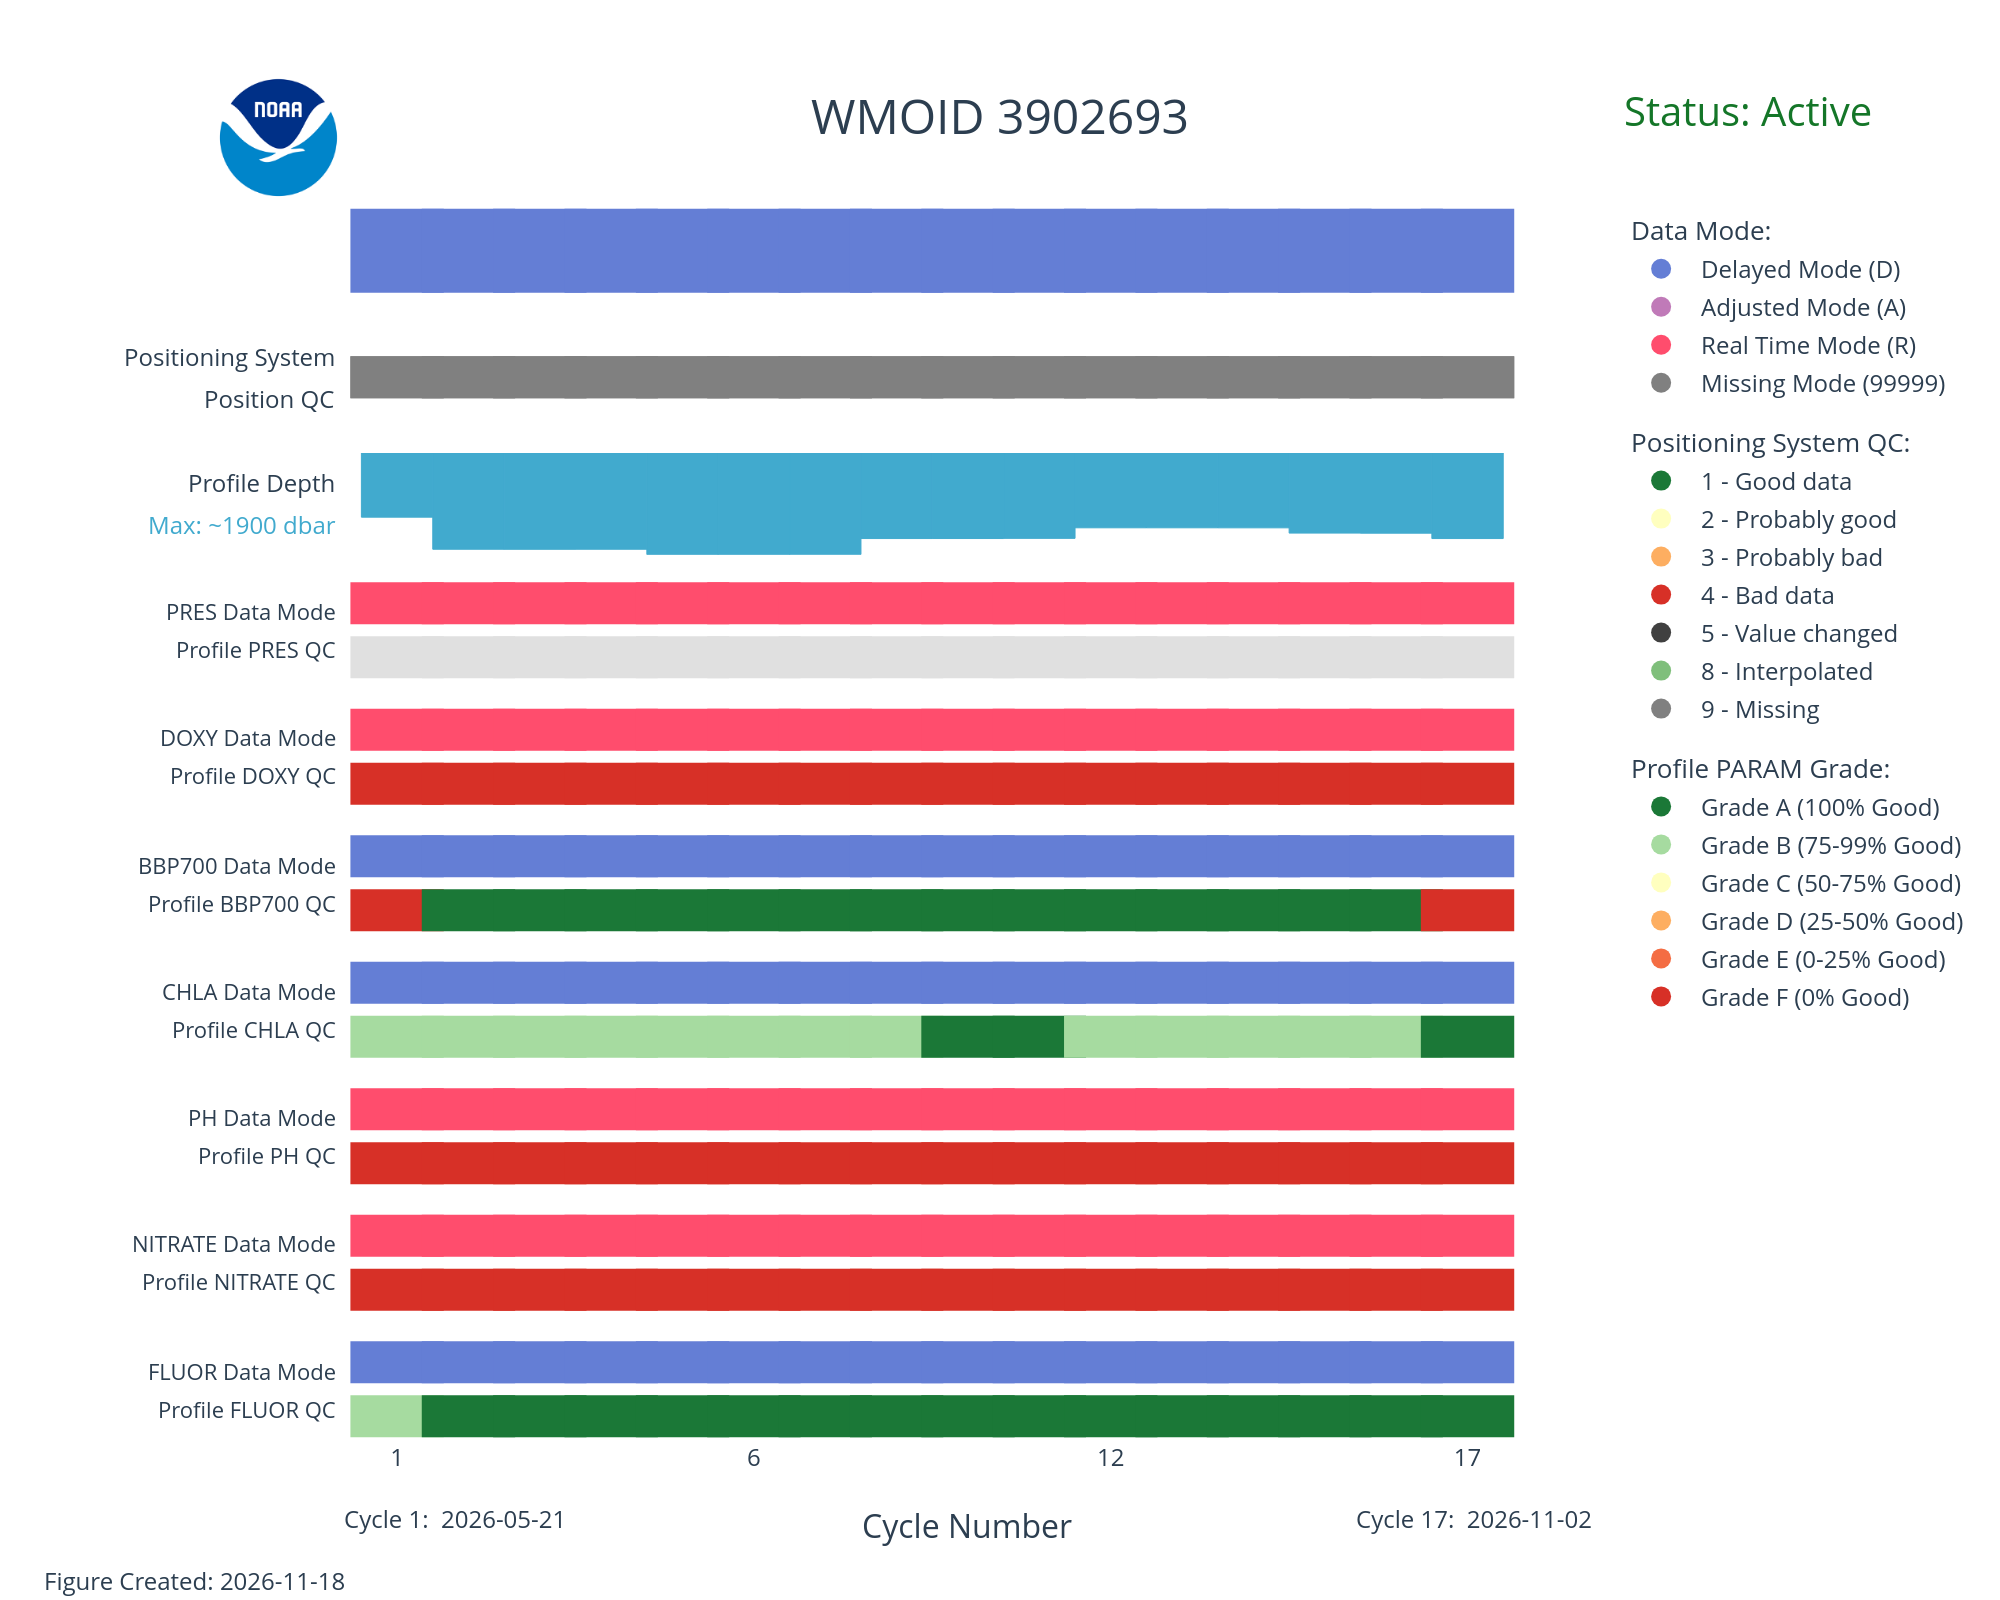 NOAA
WMOID 3902693
Status: Active
Data Mode:
Delayed Mode (D)
Adjusted Mode (A)
Real Time Mode (R)
Missing Mode (99999)
Positioning System QC:
1 - Good data
2 - Probably good
3 - Probably bad
4 - Bad data
5 - Value changed
8 - Interpolated
9 - Missing
Profile PARAM Grade:
Grade A (100% Good)
Grade B (75-99% Good)
Grade C (50-75% Good)
Grade D (25-50% Good)
Grade E (0-25% Good)
Grade F (0% Good)
Positioning System
Position QC
Profile Depth
Max: ~1900 dbar
PRES Data Mode
Profile PRES QC
DOXY Data Mode
Profile DOXY QC
BBP700 Data Mode
Profile BBP700 QC
CHLA Data Mode
Profile CHLA QC
PH Data Mode
Profile PH QC
NITRATE Data Mode
Profile NITRATE QC
FLUOR Data Mode
Profile FLUOR QC
1 6 12 17
Cycle 1: 2026-05-21
Cycle Number
Cycle 17: 2026-11-02
Figure Created: 2026-11-18